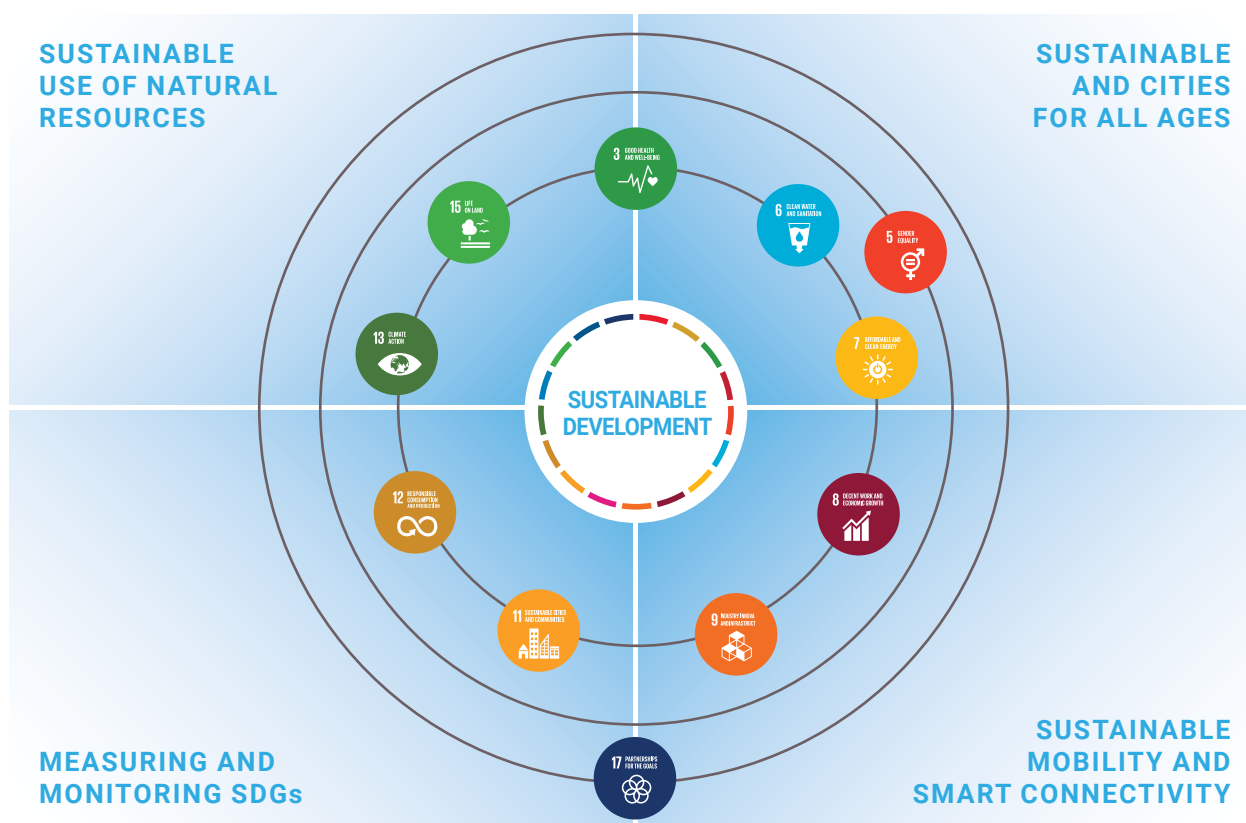 SUSTAINABLE
USE OF NATURAL
RESOURCES
SUSTAINABLE
AND CITIES
FOR ALL AGES
3 GOOD HEALTH
AND WELL-BEING
15 LIFE
ON LAND
6 CLEAN WATER
AND SANITATION
5 GENDER
EQUALITY
13 CLIMATE
ACTION
7 AFFORDABLE AND
CLEAN ENERGY
SUSTAINABLE
DEVELOPMENT
12 RESPONSIBLE
CONSUMPTION
AND PRODUCTION
8 DECENT WORK AND
ECONOMIC GROWTH
11 SUSTAINABLE CITIES
AND COMMUNITIES
9 INDUSTRY, INNOVA
AND INFRASTRUCT
17 PARTNERSHIPS
FOR THE GOALS
MEASURING AND
MONITORING SDGs
SUSTAINABLE
MOBILITY AND
SMART CONNECTIVITY